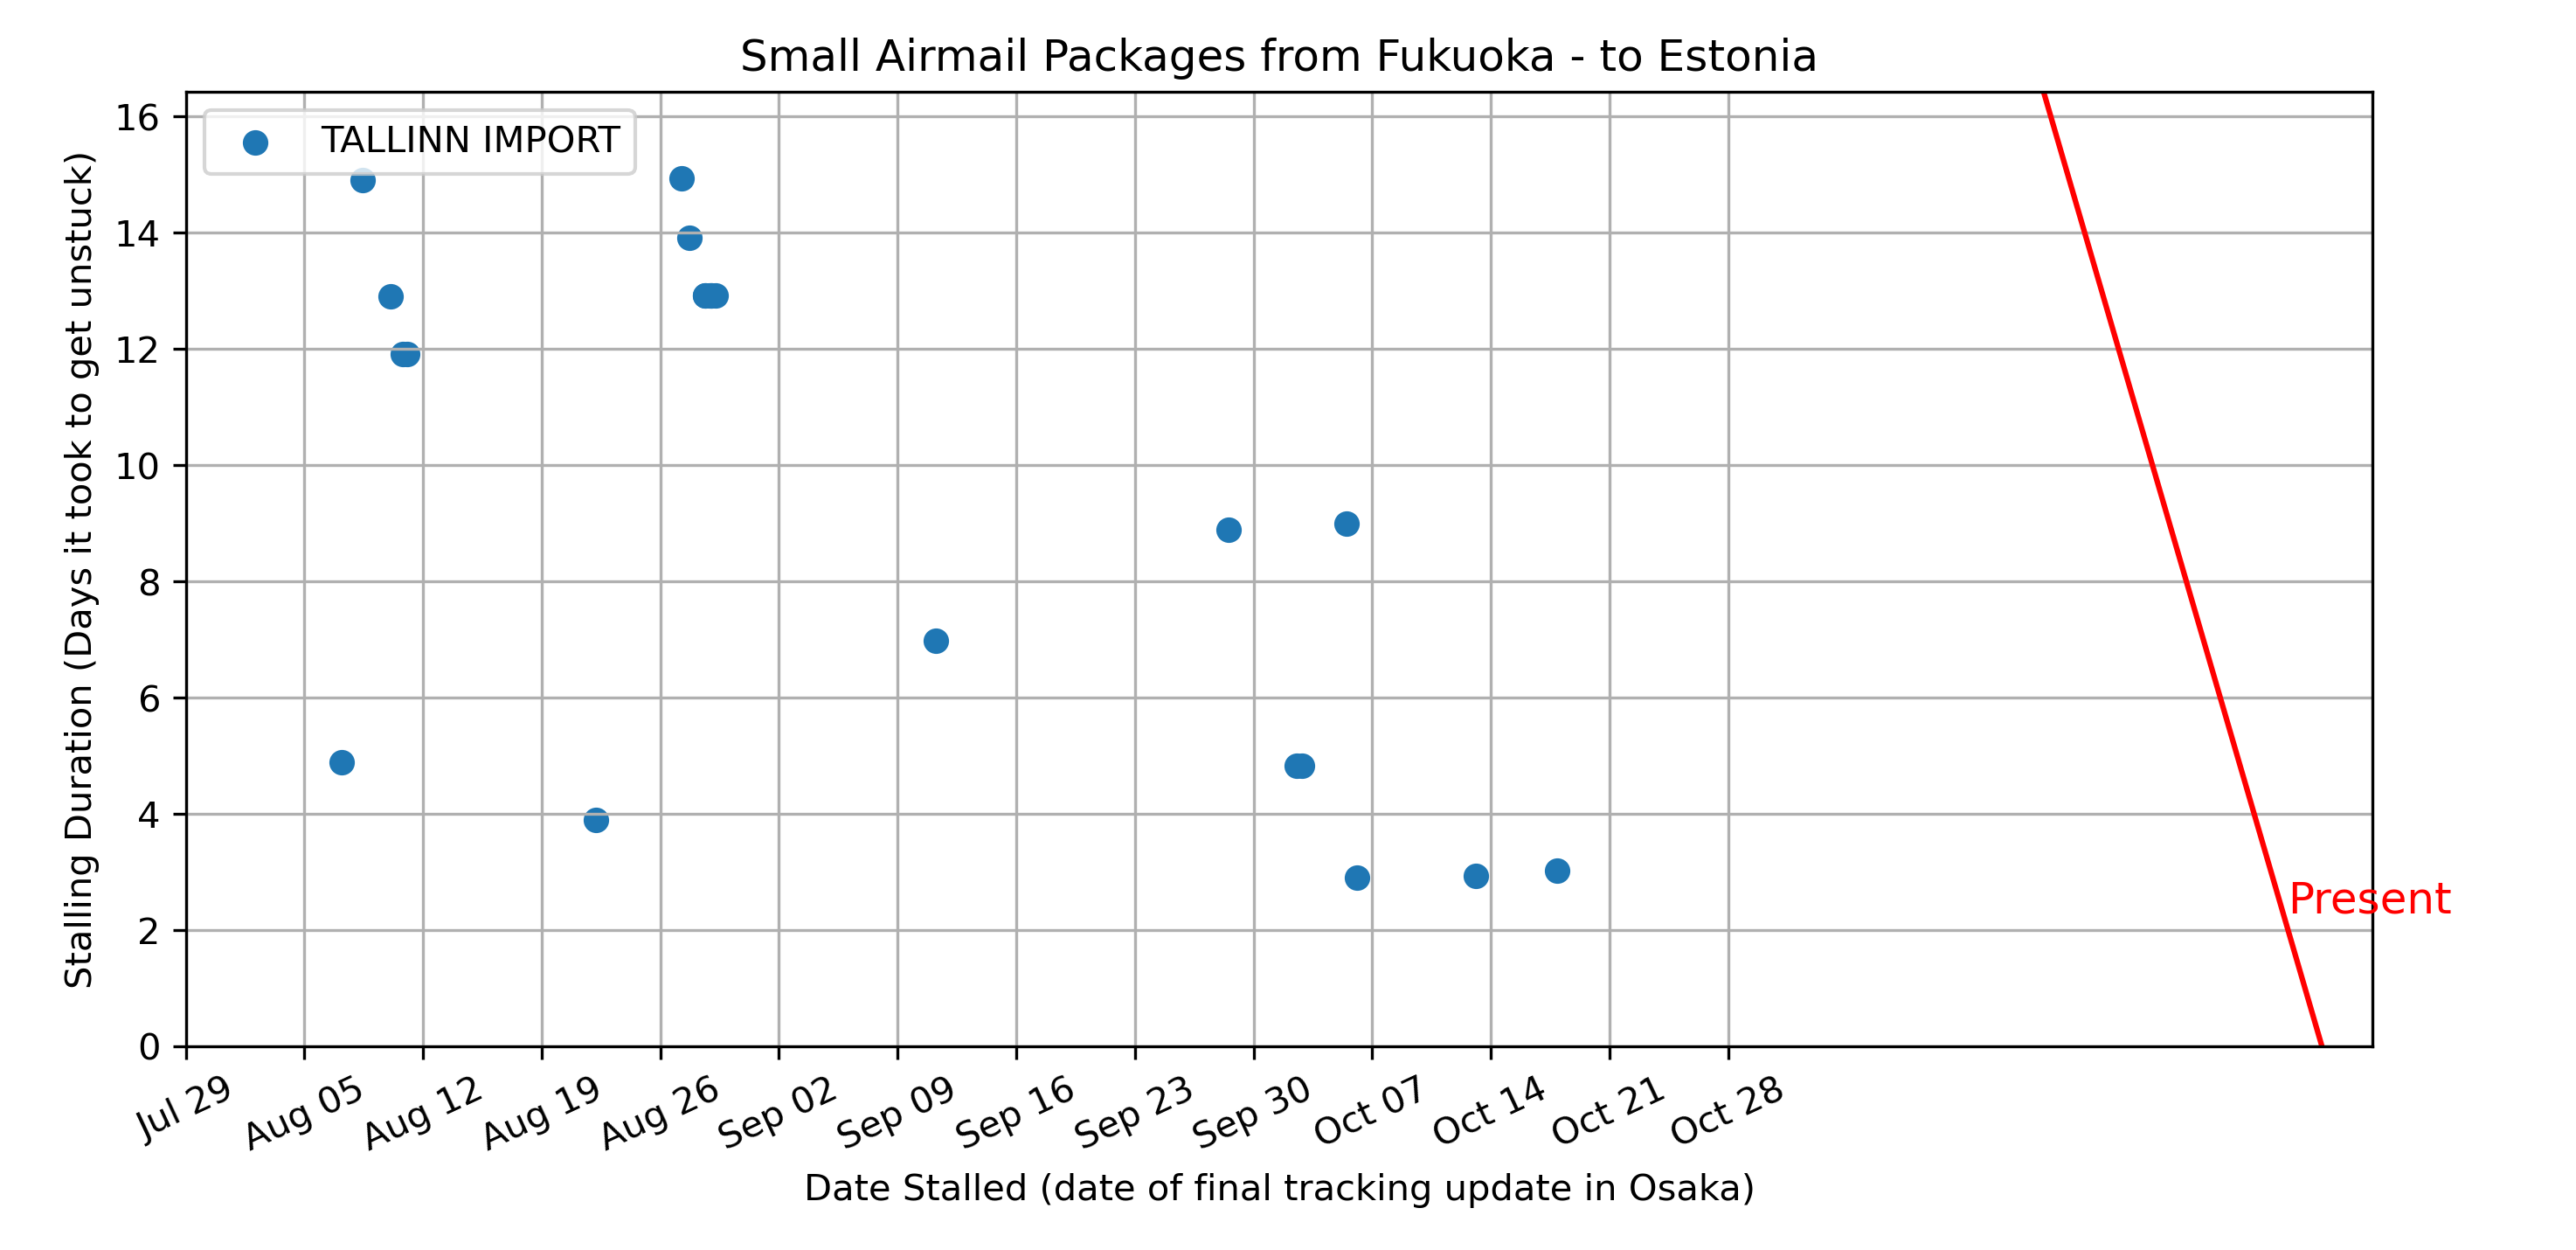 Small Airmail Packages from Fukuoka - to Estonia
TALLINN IMPORT
Stalling Duration (Days it took to get unstuck)
16
14
12
10
8
6
4
2
0
Present
Jul 29
Aug 05
Aug 12
Aug 19
Aug 26
Sep 02
Sep 09
Sep 16
Sep 23
Sep 30
Oct 07
Oct 14
Oct 21
Oct 28
Date Stalled (date of final tracking update in Osaka)